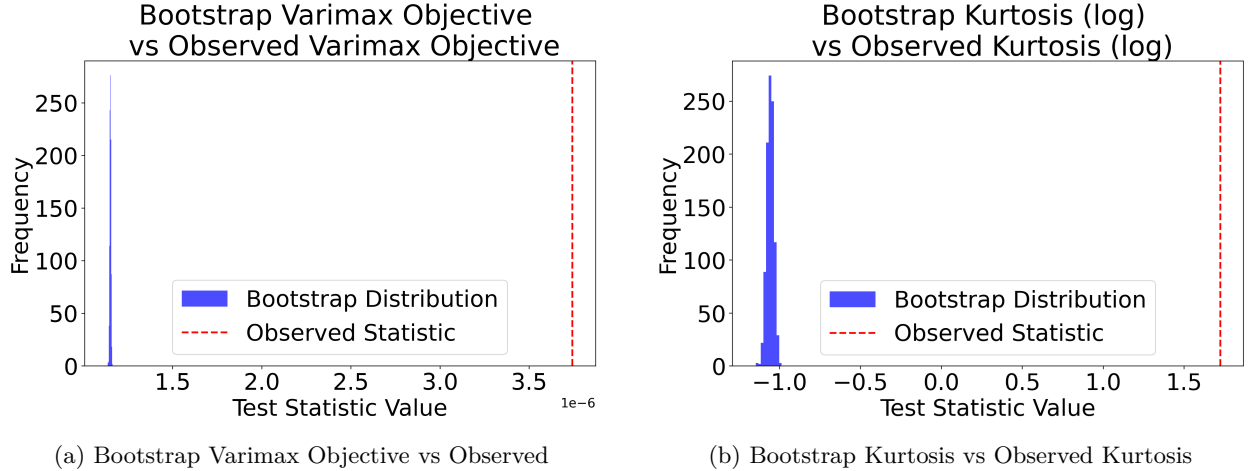 Bootstrap Varimax Objective
vs Observed Varimax Objective
Frequency
250
200
150
100
50
0
Bootstrap Distribution
Observed Statistic
1.5
2.0
2.5
3.0
3.5
1e−6
Test Statistic Value
(a) Bootstrap Varimax Objective vs Observed
Bootstrap Kurtosis (log)
vs Observed Kurtosis (log)
Frequency
250
200
150
100
50
0
Bootstrap Distribution
Observed Statistic
−1.0
−0.5
0.0
0.5
1.0
1.5
Test Statistic Value
(b) Bootstrap Kurtosis vs Observed Kurtosis